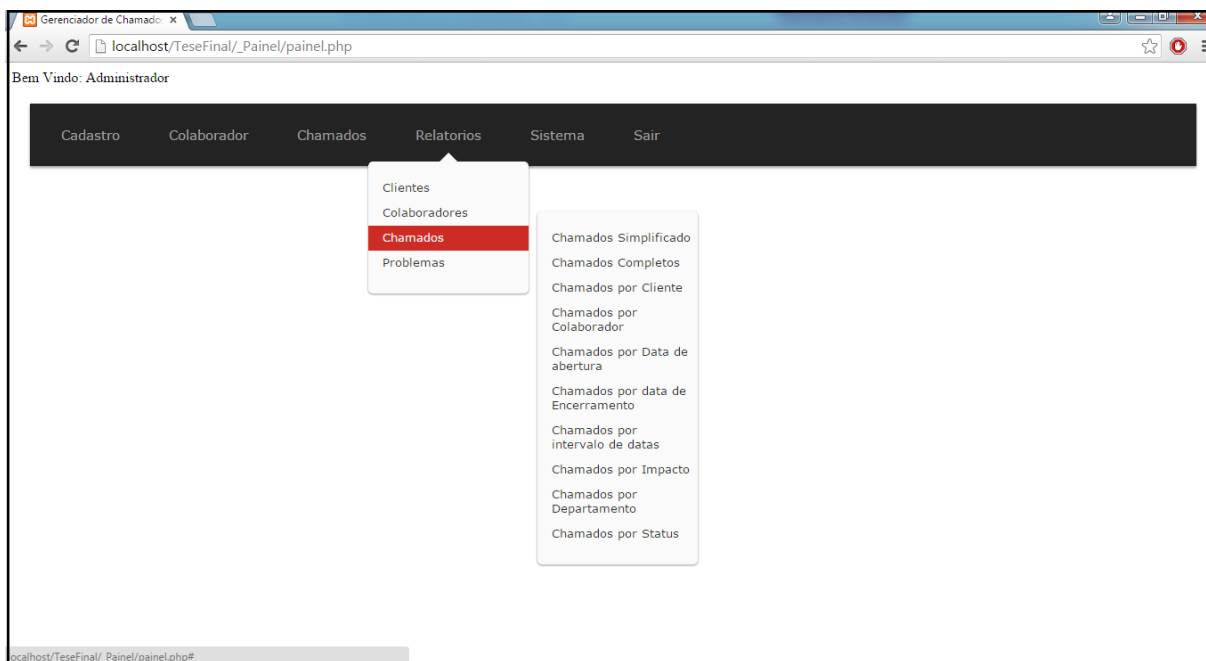 Gerenciador de Chamado
localhost/TeseFinal/_Painel/painel.php
Bem Vindo: Administrador
Cadastro Colaborador Chamados Relatorios Sistema Sair
Clientes
Colaboradores
Chamados
Problemas
Chamados Simplificado
Chamados Completos
Chamados por Cliente
Chamados por
Colaborador
Chamados por Data de
abertura
Chamados por data de
Encerramento
Chamados por
intervalo de datas
Chamados por Impacto
Chamados por
Departamento
Chamados por Status
localhost/TeseFinal/_Painel/painel.php#